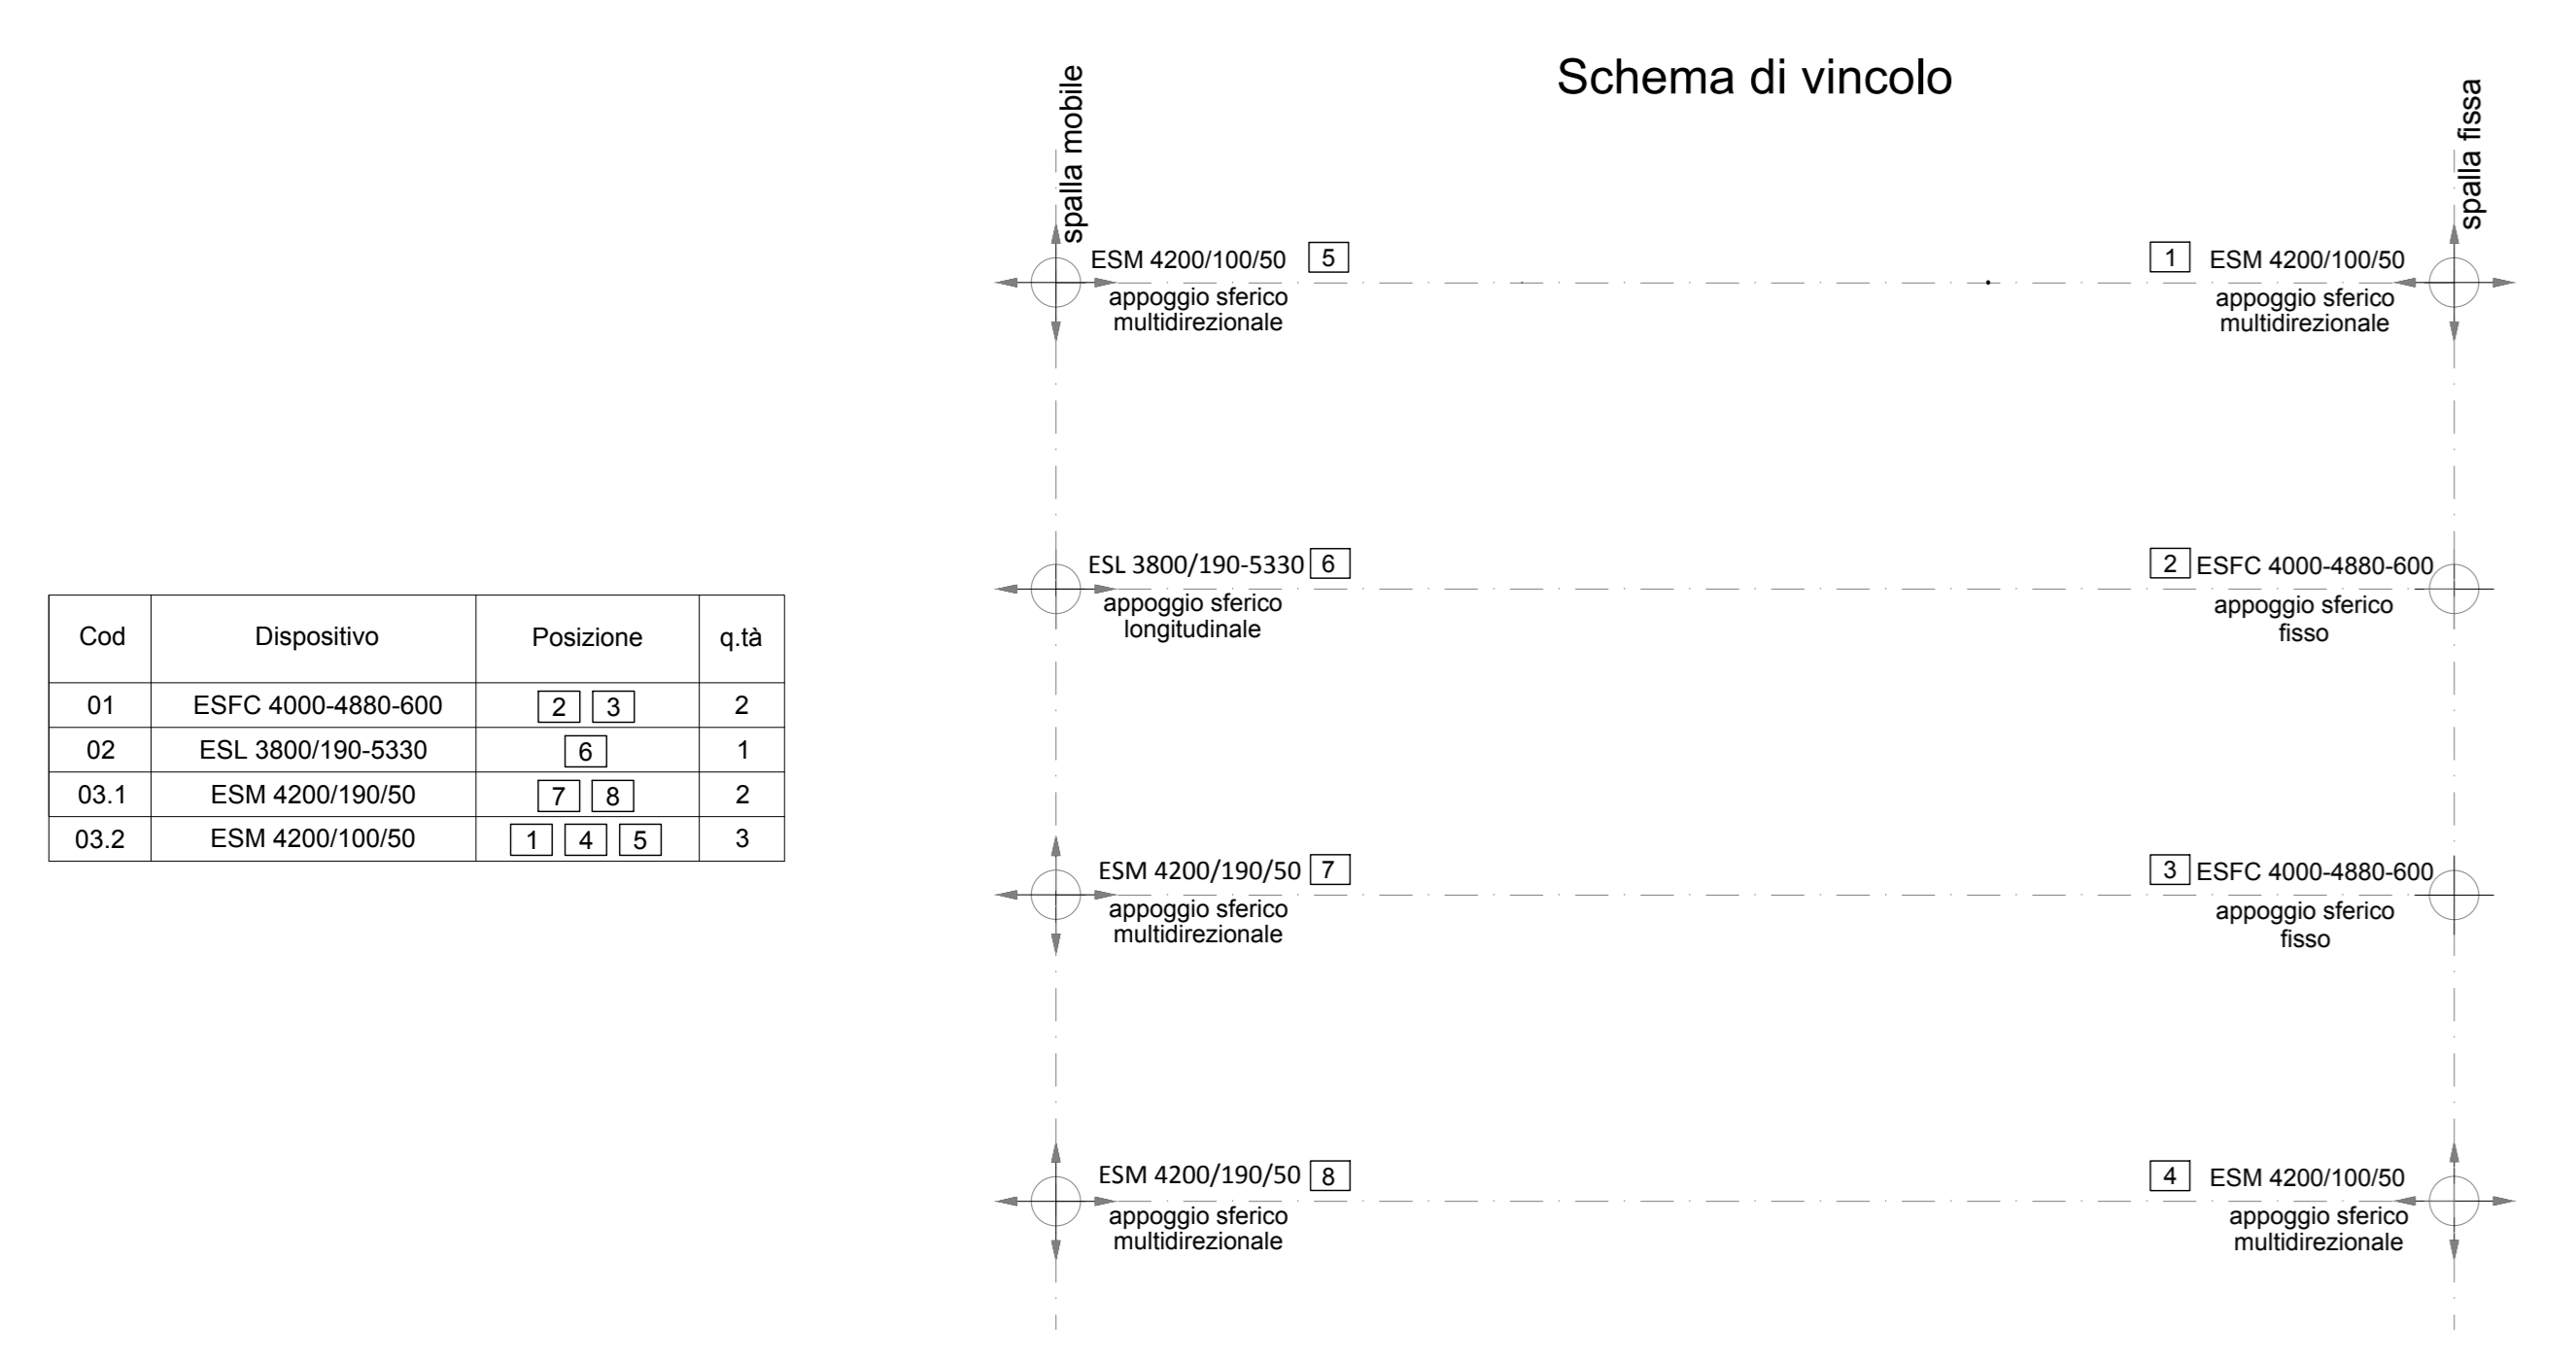 Schema di vincolo
spalla mobile
spalla fissa
ESM 4200/100/50 5
appoggio sferico
multidirezionale
1 ESM 4200/100/50
appoggio sferico
multidirezionale
ESL 3800/190-5330 6
appoggio sferico
longitudinale
2 ESFC 4000-4880-600
appoggio sferico
fisso
Cod Dispositivo Posizione q.tà
01 ESFC 4000-4880-600 2 3 2
02 ESL 3800/190-5330 6 1
03.1 ESM 4200/190/50 7 8 2
03.2 ESM 4200/100/50 1 4 5 3
ESM 4200/190/50 7
appoggio sferico
multidirezionale
3 ESFC 4000-4880-600
appoggio sferico
fisso
ESM 4200/190/50 8
appoggio sferico
multidirezionale
4 ESM 4200/100/50
appoggio sferico
multidirezionale